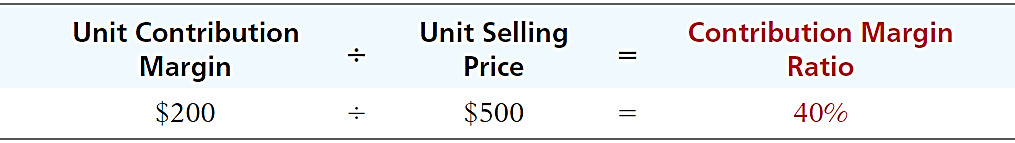 Unit Contribution Margin ÷ Unit Selling Price = Contribution Margin Ratio
$200 ÷ $500 = 40%